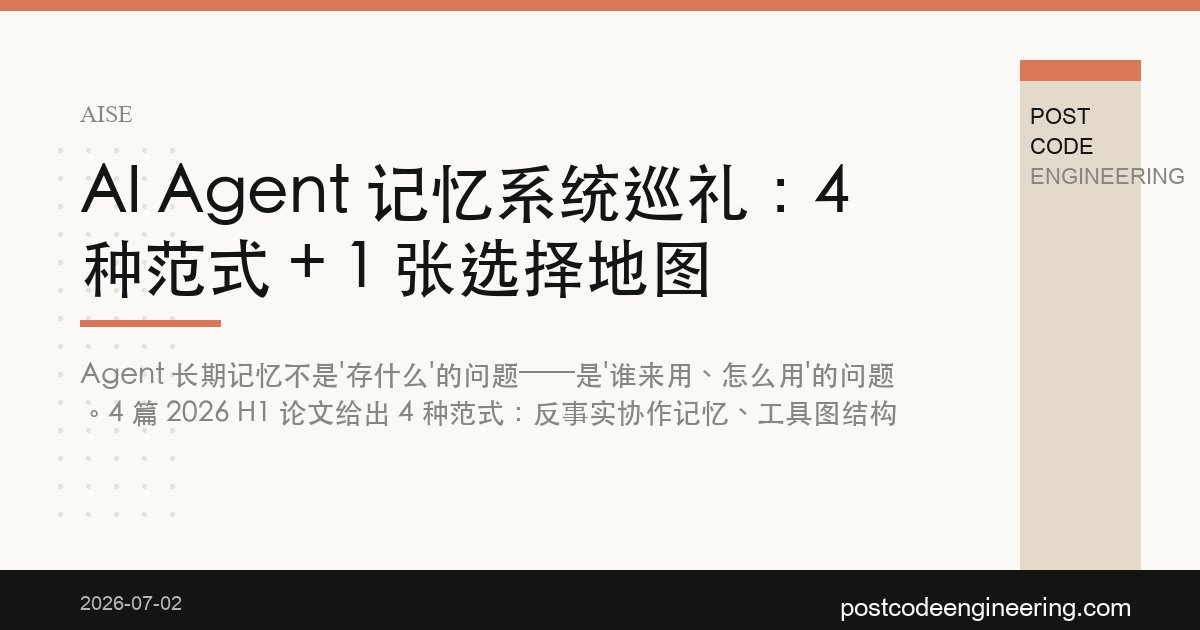 AISE
AI Agent 记忆系统巡礼：4
种范式 + 1 张选择地图
Agent 长期记忆不是'存什么'的问题——是'谁来用、怎么用'的问题
。4 篇 2026 H1 论文给出 4 种范式：反事实协作记忆、工具图结构
POST
CODE
ENGINEERING
2026-07-02
postcodeengineering.com